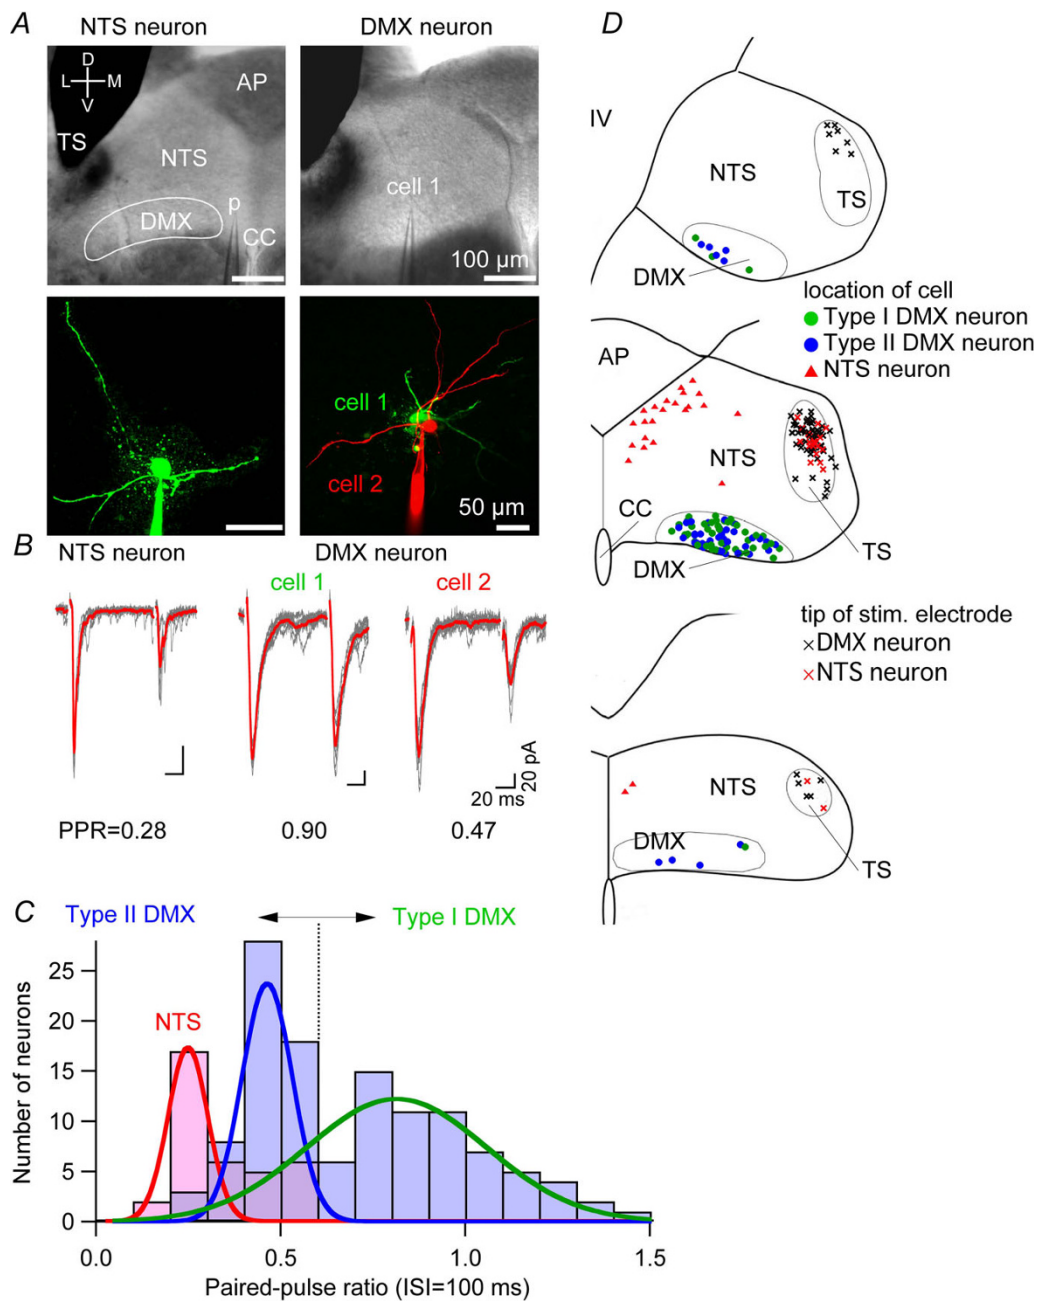 A
NTS neuron
DMX neuron
D
L
M
V
TS
AP
NTS
DMX
p
CC
cell 1
100 µm
cell 1
cell 2
50 µm
B
NTS neuron
DMX neuron
cell 1
cell 2
20 ms
20 pA
PPR=0.28
0.90
0.47
C
Type II DMX
Type I DMX
NTS
Number of neurons
25
20
15
10
5
0
0.0
0.5
1.0
1.5
Paired-pulse ratio (ISI=100 ms)
D
IV
NTS
TS
DMX
location of cell
Type I DMX neuron
Type II DMX neuron
NTS neuron
AP
NTS
CC
DMX
TS
tip of stim. electrode
DMX neuron
NTS neuron
NTS
DMX
TS